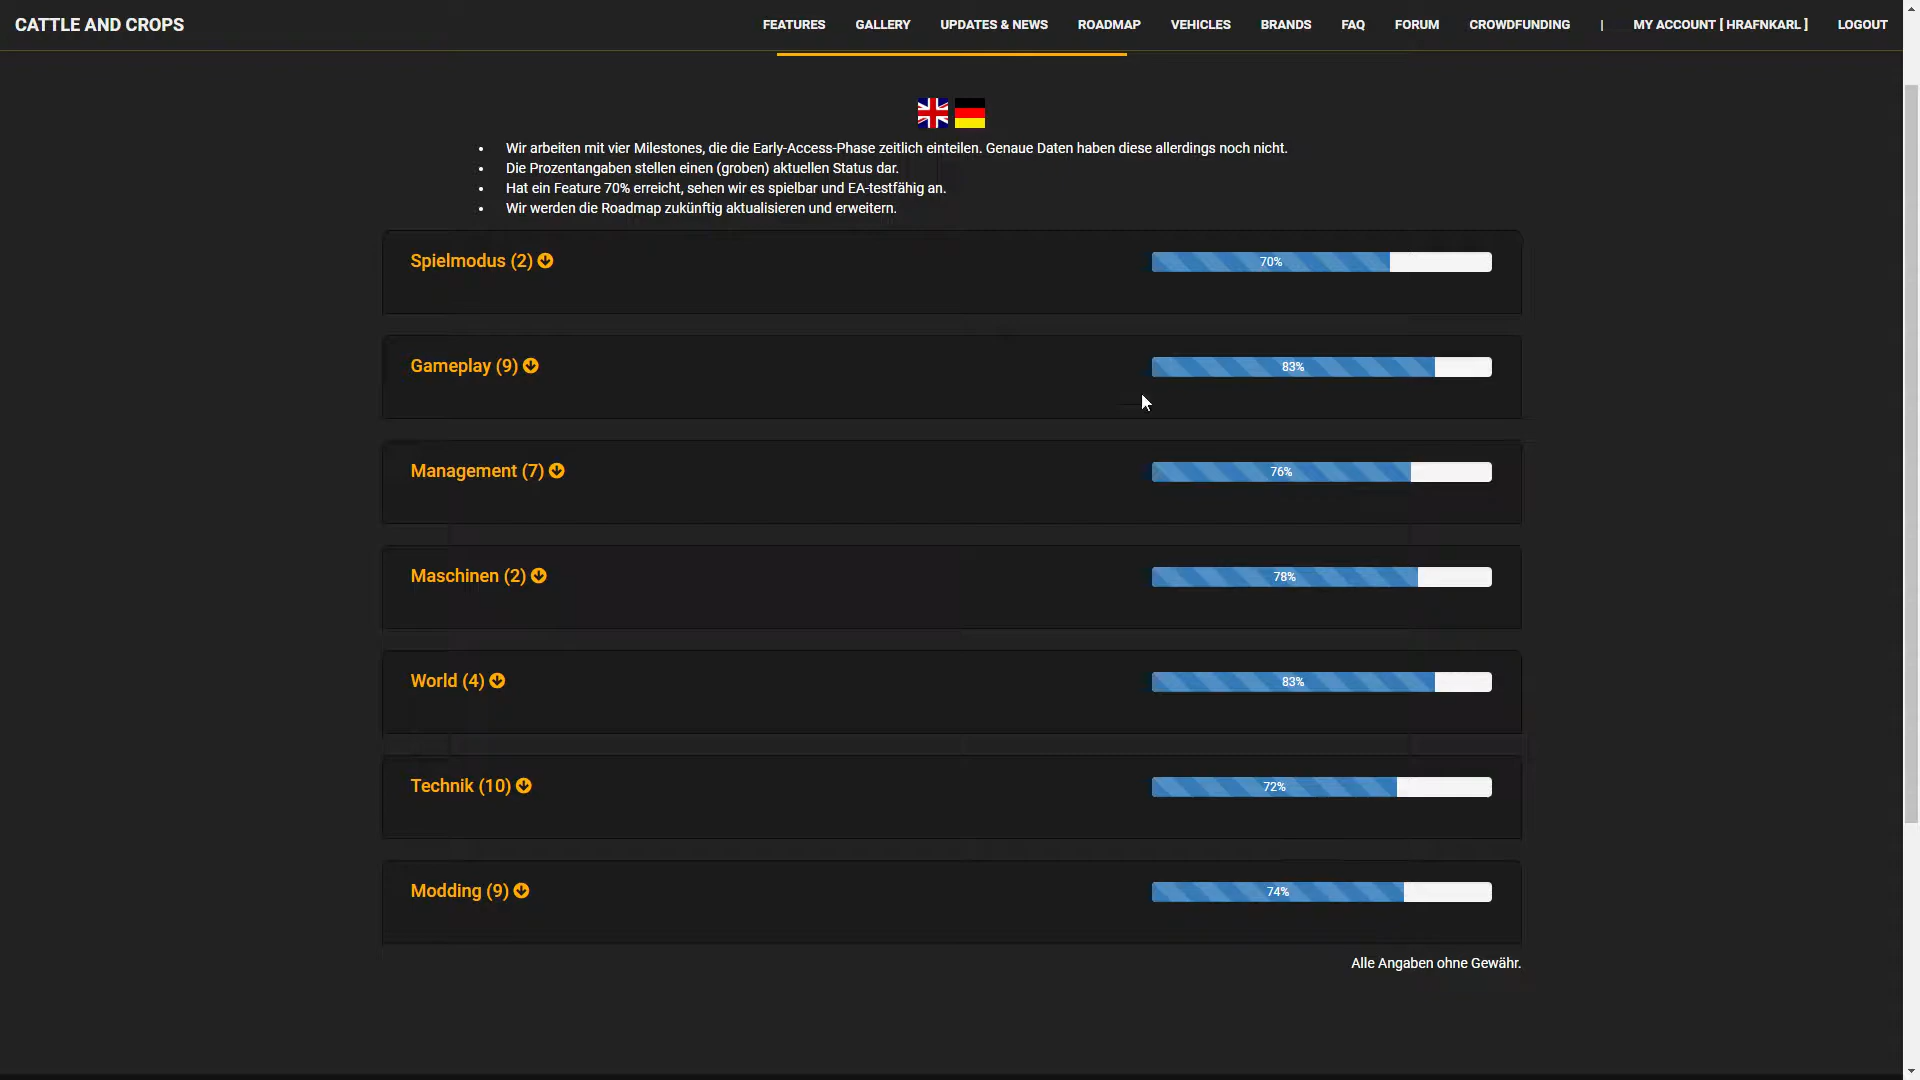 CATTLE AND CROPS
FEATURES GALLERY UPDATES & NEWS ROADMAP VEHICLES BRANDS FAQ FORUM CROWDFUNDING | MY ACCOUNT [ HRAFNKARL ] LOGOUT
• Wir arbeiten mit vier Milestones, die die Early-Access-Phase zeitlich einteilen. Genaue Daten haben diese allerdings noch nicht.
• Die Prozentangaben stellen einen (groben) aktuellen Status dar.
• Hat ein Feature 70% erreicht, sehen wir es spielbar und EA-testfähig an.
• Wir werden die Roadmap zukünftig aktualisieren und erweitern.
Spielmodus (2)
70%
Gameplay (9)
83%
Management (7)
76%
Maschinen (2)
78%
World (4)
83%
Technik (10)
72%
Modding (9)
74%
Alle Angaben ohne Gewähr.